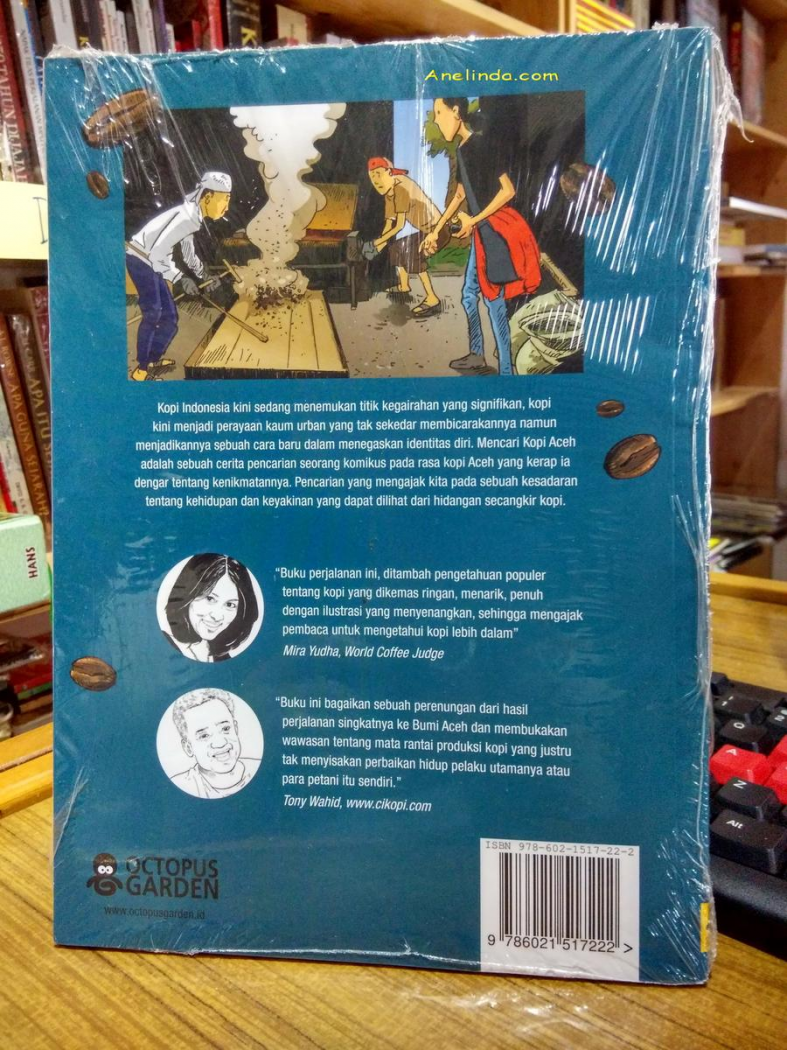 Anelinda.com
Kopi Indonesia kini sedang menemukan titik kegairahan yang signifikan, kopi
kini menjadi perayaan kaum urban yang tak sekedar membicarakannya namun
menjadikannya sebuah cara baru dalam menegaskan identitas diri. Mencari Kopi Aceh
adalah sebuah cerita pencarian seorang komikus pada rasa kopi Aceh yang kerap ia
dengar tentang kenikmatannya. Pencarian yang mengajak kita pada sebuah kesadaran
tentang kehidupan dan keyakinan yang dapat dilihat dari hidangan secangkir kopi.
“Buku perjalanan ini, ditambah pengetahuan populer
tentang kopi yang dikemas ringan, menarik, penuh
dengan ilustrasi yang menyenangkan, sehingga mengajak
pembaca untuk mengetahui kopi lebih dalam”
Mira Yudha, World Coffee Judge
“Buku ini bagaikan sebuah perenungan dari hasil
perjalanan singkatnya ke Bumi Aceh dan membukakan
wawasan tentang mata rantai produksi kopi yang justru
tak menyisakan perbaikan hidup pelaku utamanya atau
para petani itu sendiri.”
Tony Wahid, www.cikopi.com
OCTOPUS
GARDEN
www.octopusgarden.id
ISBN 978-602-1517-22-2
9 786021 517222 >
HANS
A
Z
Alt